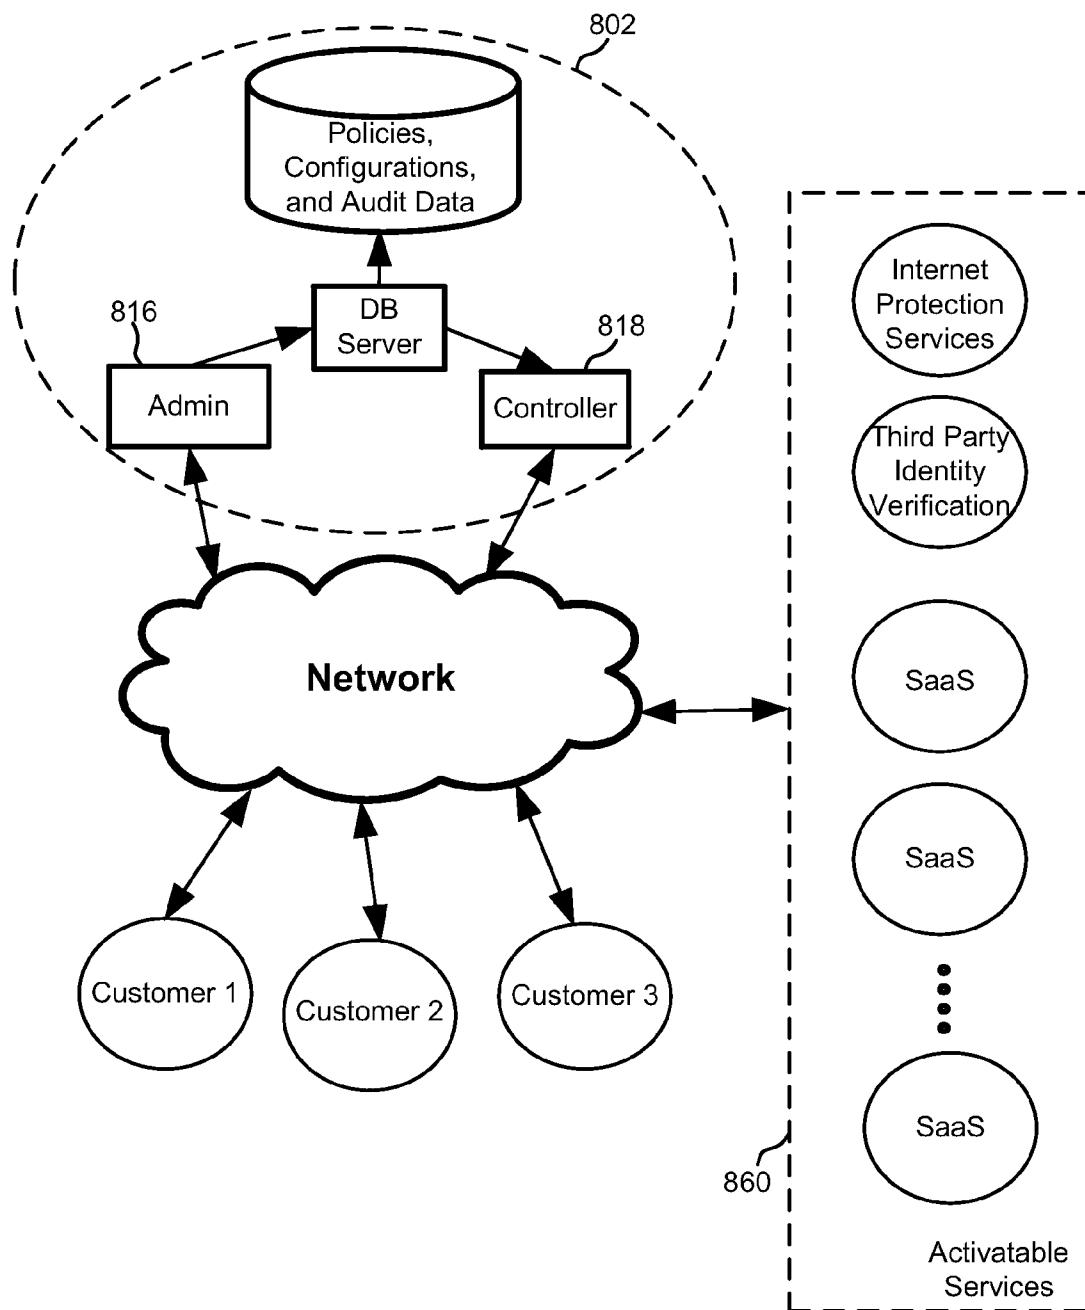 802
Policies,
Configurations,
and Audit Data
DB
Server
816
Admin
818
Controller
Network
Customer 1
Customer 2
Customer 3
Internet
Protection
Services
Third Party
Identity
Verification
SaaS
SaaS
SaaS
860
Activatable
Services